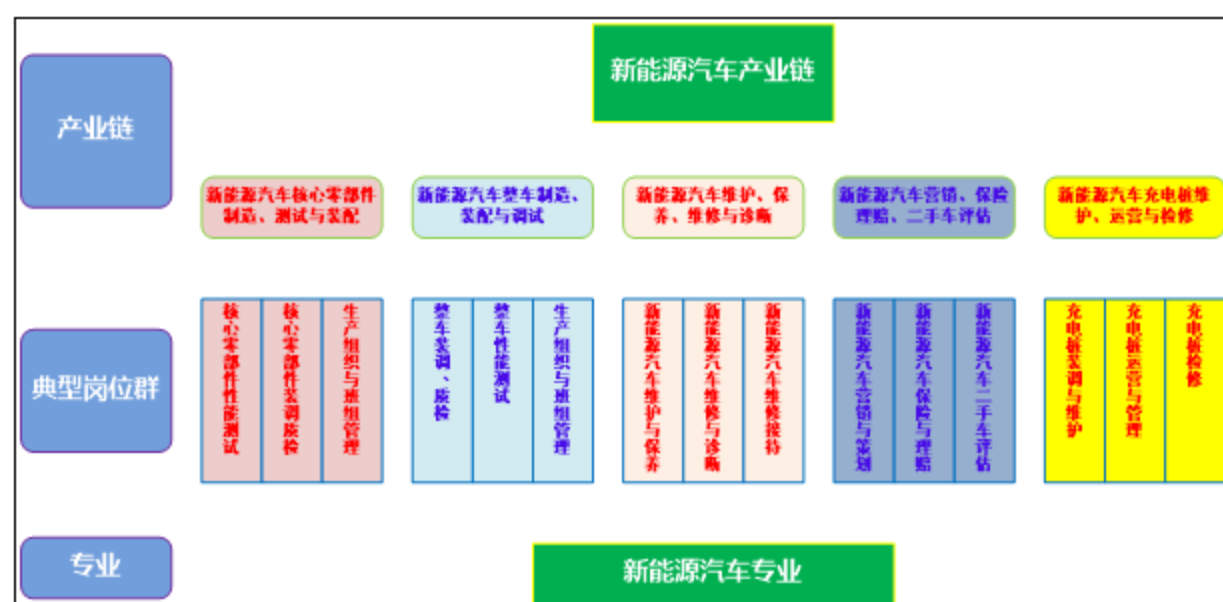 新能源汽车产业链
产业链
新能源汽车核心零部件
制造、测试与装配
新能源汽车整车制造、
装配与调试
新能源汽车维护、保
养、维修与诊断
新能源汽车营销、保险
理赔、二手车评估
新能源汽车充电桩维
护、运营与检修
典型岗位群
核心零部件性能测试
核心零部件装调质检
生产组织与班组管理
整车装调、质检
整车性能测试
生产组织与班组管理
新能源汽车维护与保养
新能源汽车维修与诊断
新能源汽车维修接待
新能源汽车营销与策划
新能源汽车保险与理赔
新能源汽车二手车评估
充电桩装调与维护
充电桩运营与管理
充电桩检修
专业
新能源汽车专业